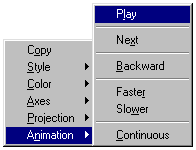 Copy
Style
Color
Axes
Projection
Animation
Play
Next
Backward
Faster
Slower
Continuous